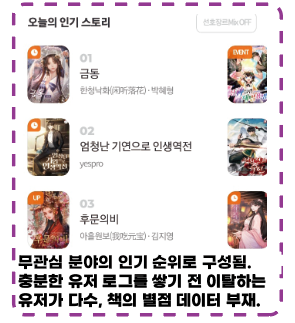 오늘의 인기 스토리
선호장르Mix OFF
01
금동
한청낙화(闲听落花)·박혜형
EVENT
02
엄청난 기연으로 인생역전
yespro
UP
03
후문의비
아흘원보(我吃元宝)·김지영
무관심 분야의 인기 순위로 구성됨.
충분한 유저 로그를 쌓기 전 이탈하는
유저가 다수, 책의 별점 데이터 부재.